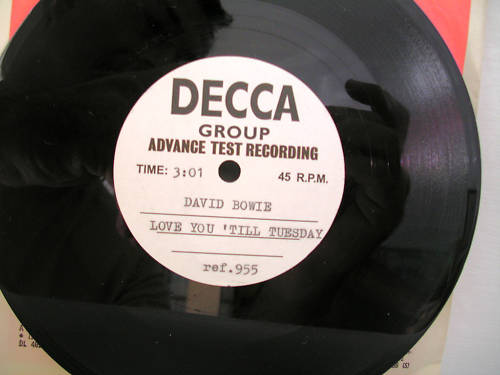 DECCA
GROUP
ADVANCE TEST RECORDING
TIME: 3:01 45 R.P.M.
DAVID BOWIE
LOVE YOU 'TILL TUESDAY
ref.955